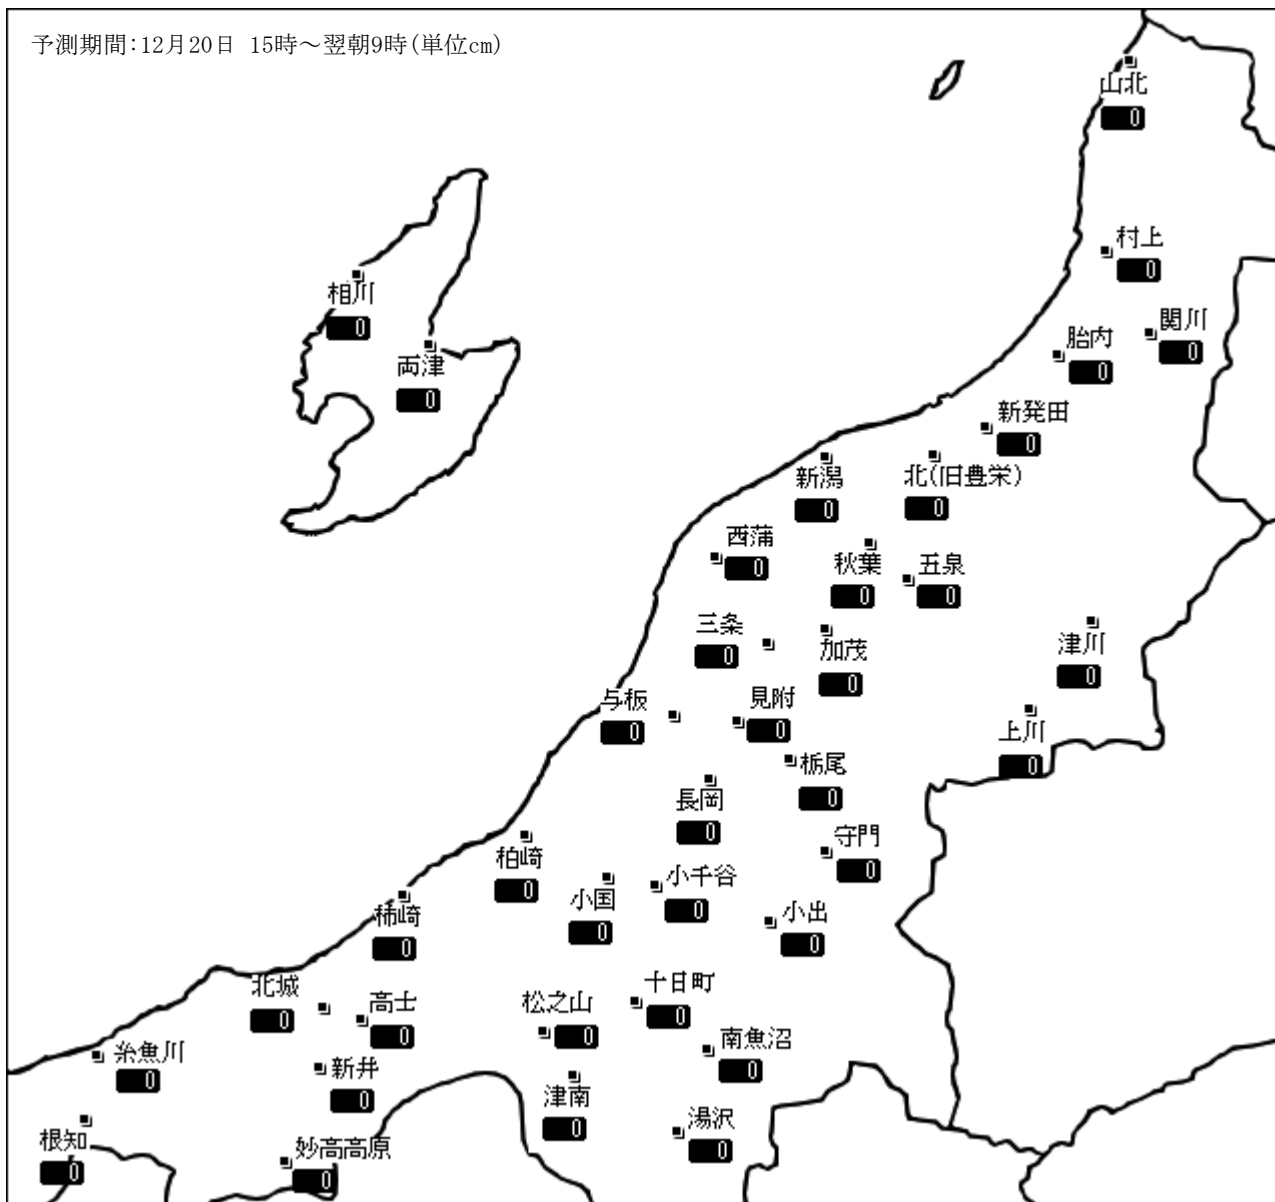 予測期間:12月20日 15時～翌朝9時(単位cm)
山北
0
村上
0
相川
0
関川
0
胎内
0
両津
0
新発田
0
新潟
0
北(旧豊栄)
0
西蒲
0
秋葉
0
五泉
0
三条
0
加茂
0
津川
0
与板
0
見附
0
上川
0
栃尾
0
長岡
0
守門
0
柏崎
0
小千谷
0
小国
0
小出
0
柿崎
0
北城
0
高士
0
松之山
0
十日町
0
南魚沼
0
糸魚川
0
新井
0
津南
0
湯沢
0
根知
0
妙高高原
0